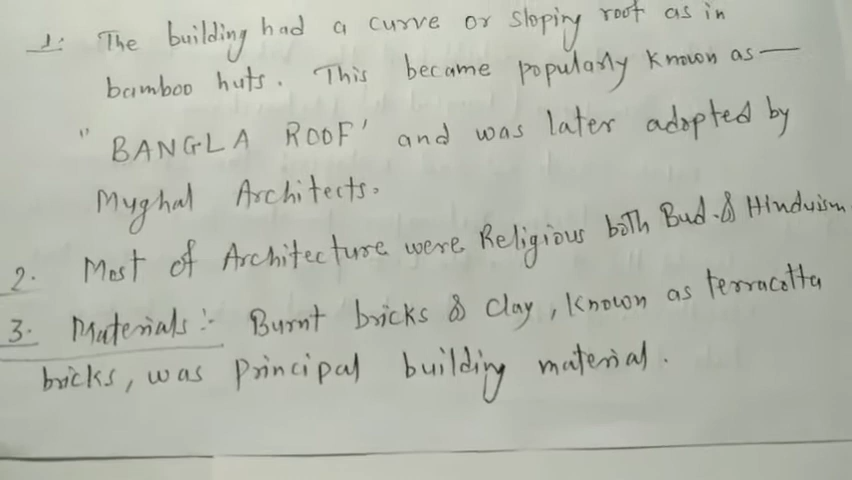 1: The building had a curve or sloping roof as in
bamboo huts. This became popularly known as —
" BANGLA ROOF' and was later adopted by
Mughal Architects.
2. Most of Architecture were Religious both Bud. & Hinduism
3. Materials :- Burnt bricks & clay, known as terracotta
bricks, was principal building material.